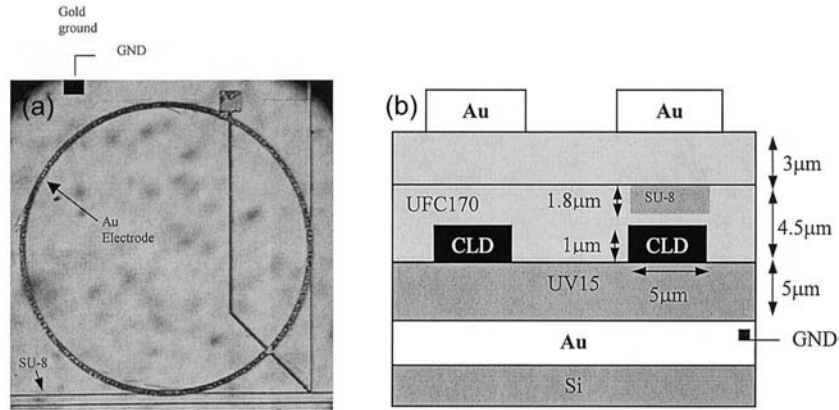 Gold
ground
GND
(a)
Au
Electrode
SU-8
(b)
Au
Au
3μm
UFC170
1.8μm
SU-8
4.5μm
CLD
1μm
CLD
UV15
5μm
5μm
Au
GND
Si